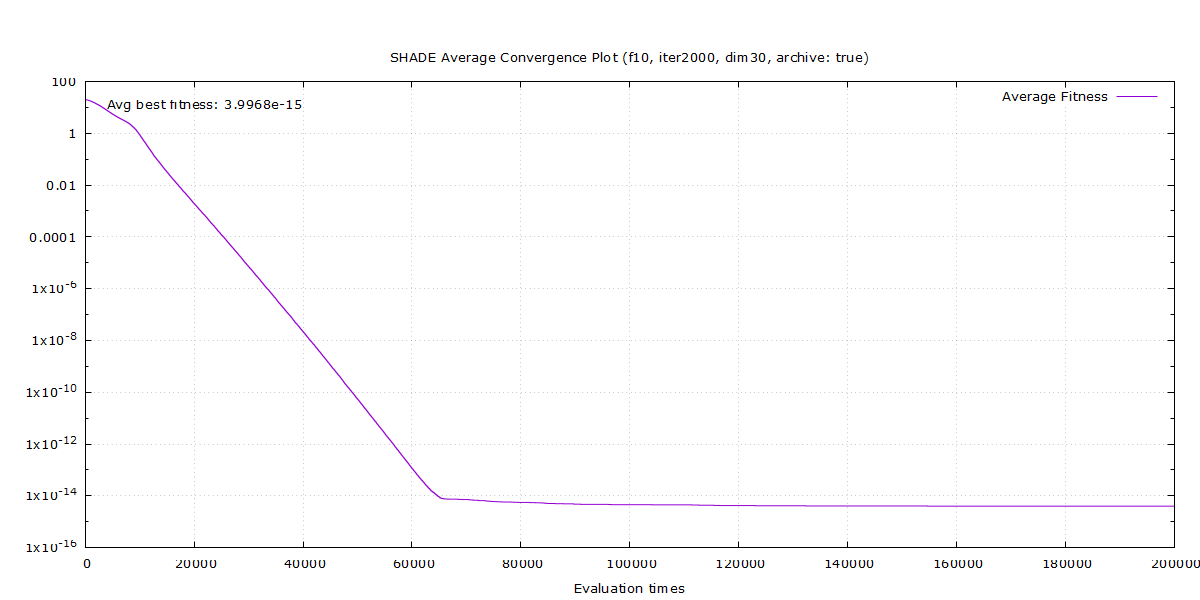 SHADE Average Convergence Plot (f10, iter2000, dim30, archive: true)
100
Avg best fitness: 3.9968e-15
Average Fitness
1
0.01
0.0001
1x10^-6
1x10^-8
1x10^-10
1x10^-12
1x10^-14
1x10^-16
0 20000 40000 60000 80000 100000 120000 140000 160000 180000 200000
Evaluation times